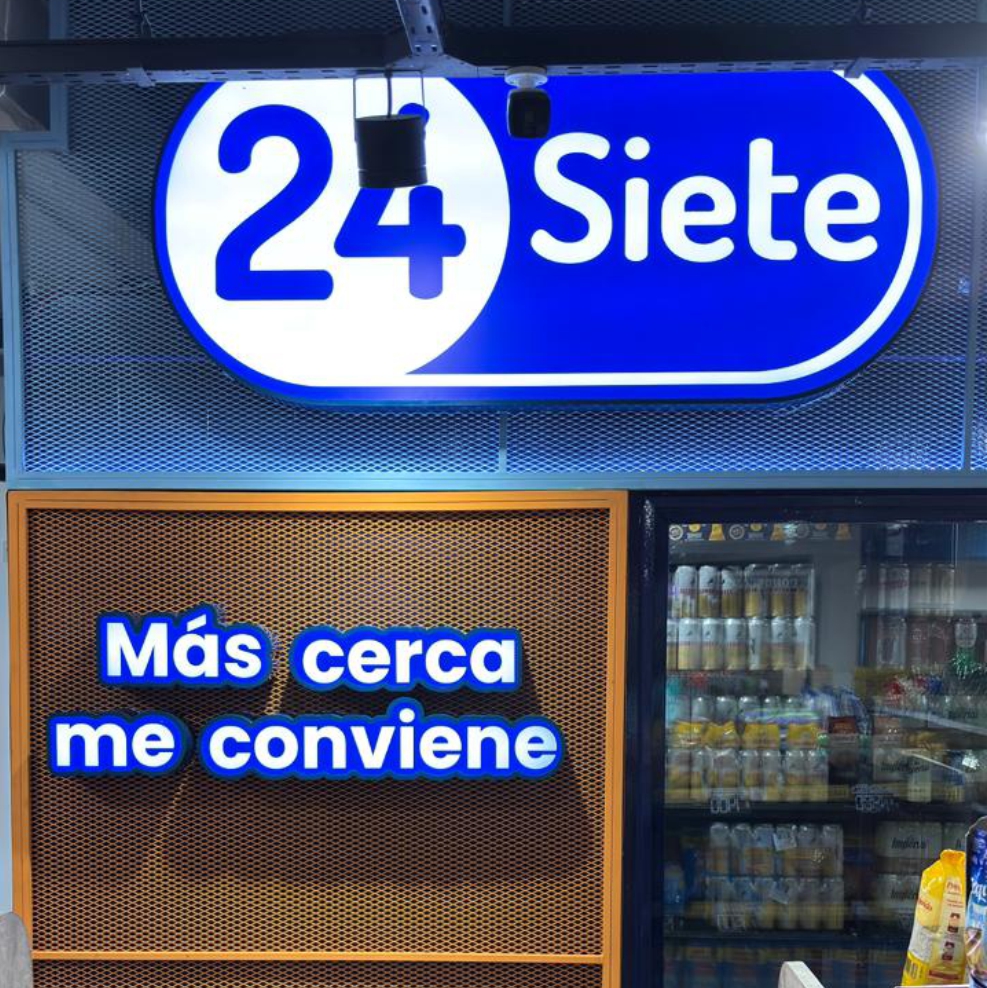 24 Siete
Más cerca
me conviene